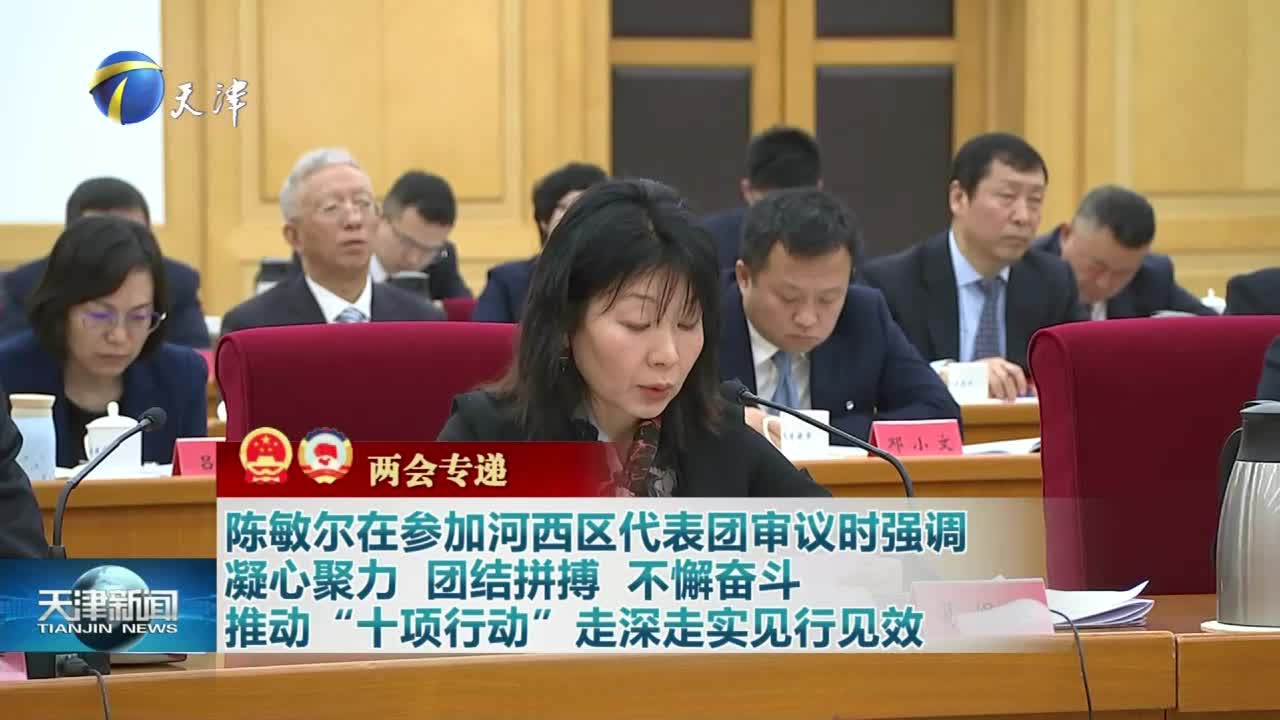 天津
邓小文
吕
两会专递
陈敏尔在参加河西区代表团审议时强调
凝心聚力 团结拼搏 不懈奋斗
推动“十项行动”走深走实见行见效
天津新闻
TIANJIN NEWS